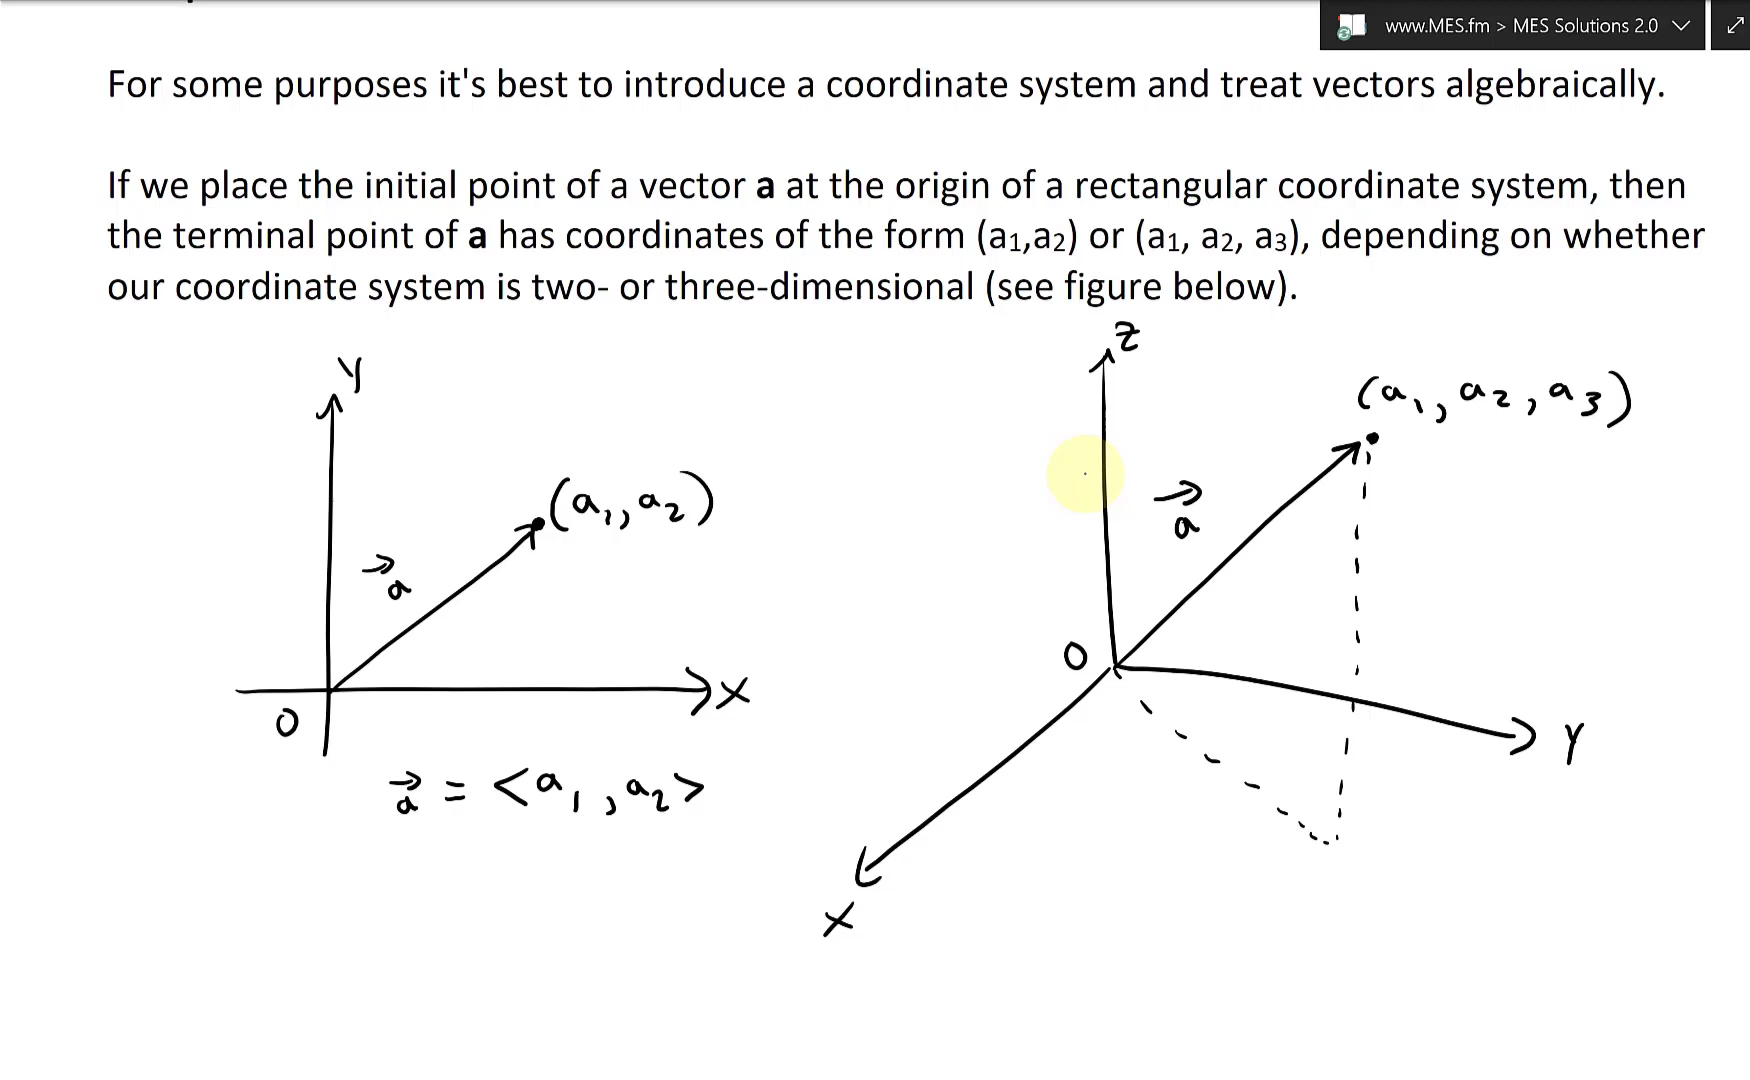 www.MES.fm > MES Solutions 2.0
For some purposes it's best to introduce a coordinate system and treat vectors algebraically.
If we place the initial point of a vector a at the origin of a rectangular coordinate system, then
the terminal point of a has coordinates of the form (a₁,a₂) or (a₁, a₂, a₃), depending on whether
our coordinate system is two- or three-dimensional (see figure below).
y
(a₁, a₂)
a⃗
x
0
a⃗ = <a₁, a₂>
z
(a₁, a₂, a₃)
a⃗
0
y
x